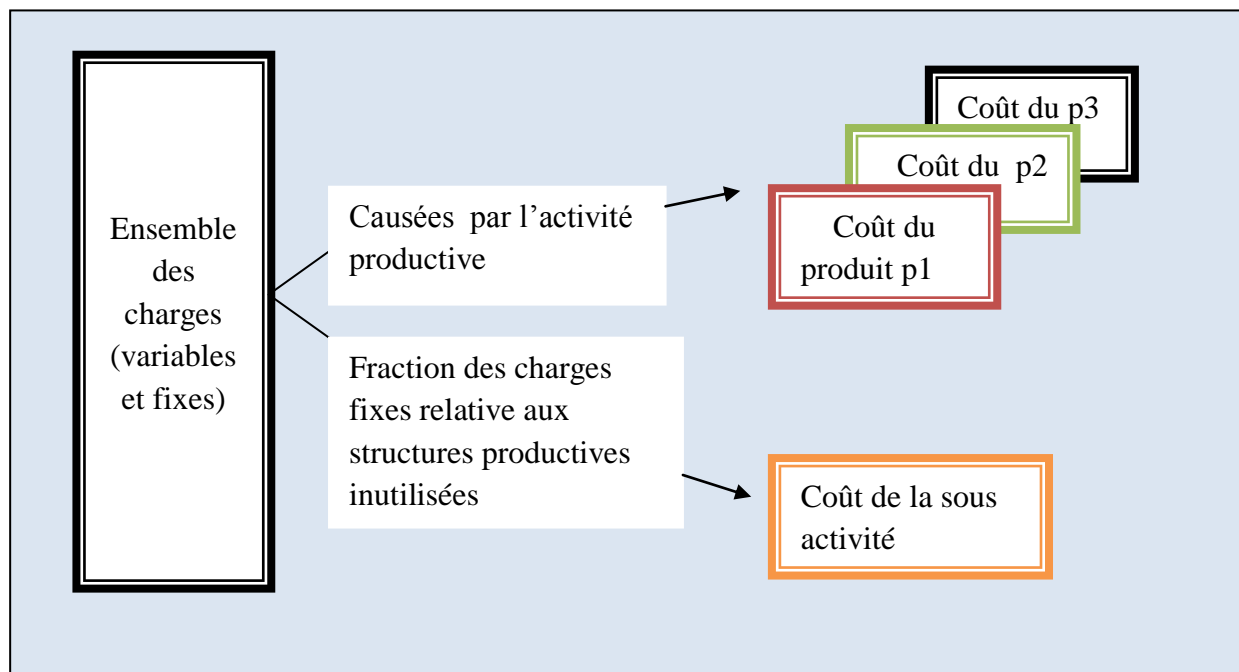 Ensemble
des
charges
(variables
et fixes)
Causées par l’activité
productive
Fraction des charges
fixes relative aux
structures productives
inutilisées
Coût du p3
Coût du p2
Coût du
produit p1
Coût de la sous
activité